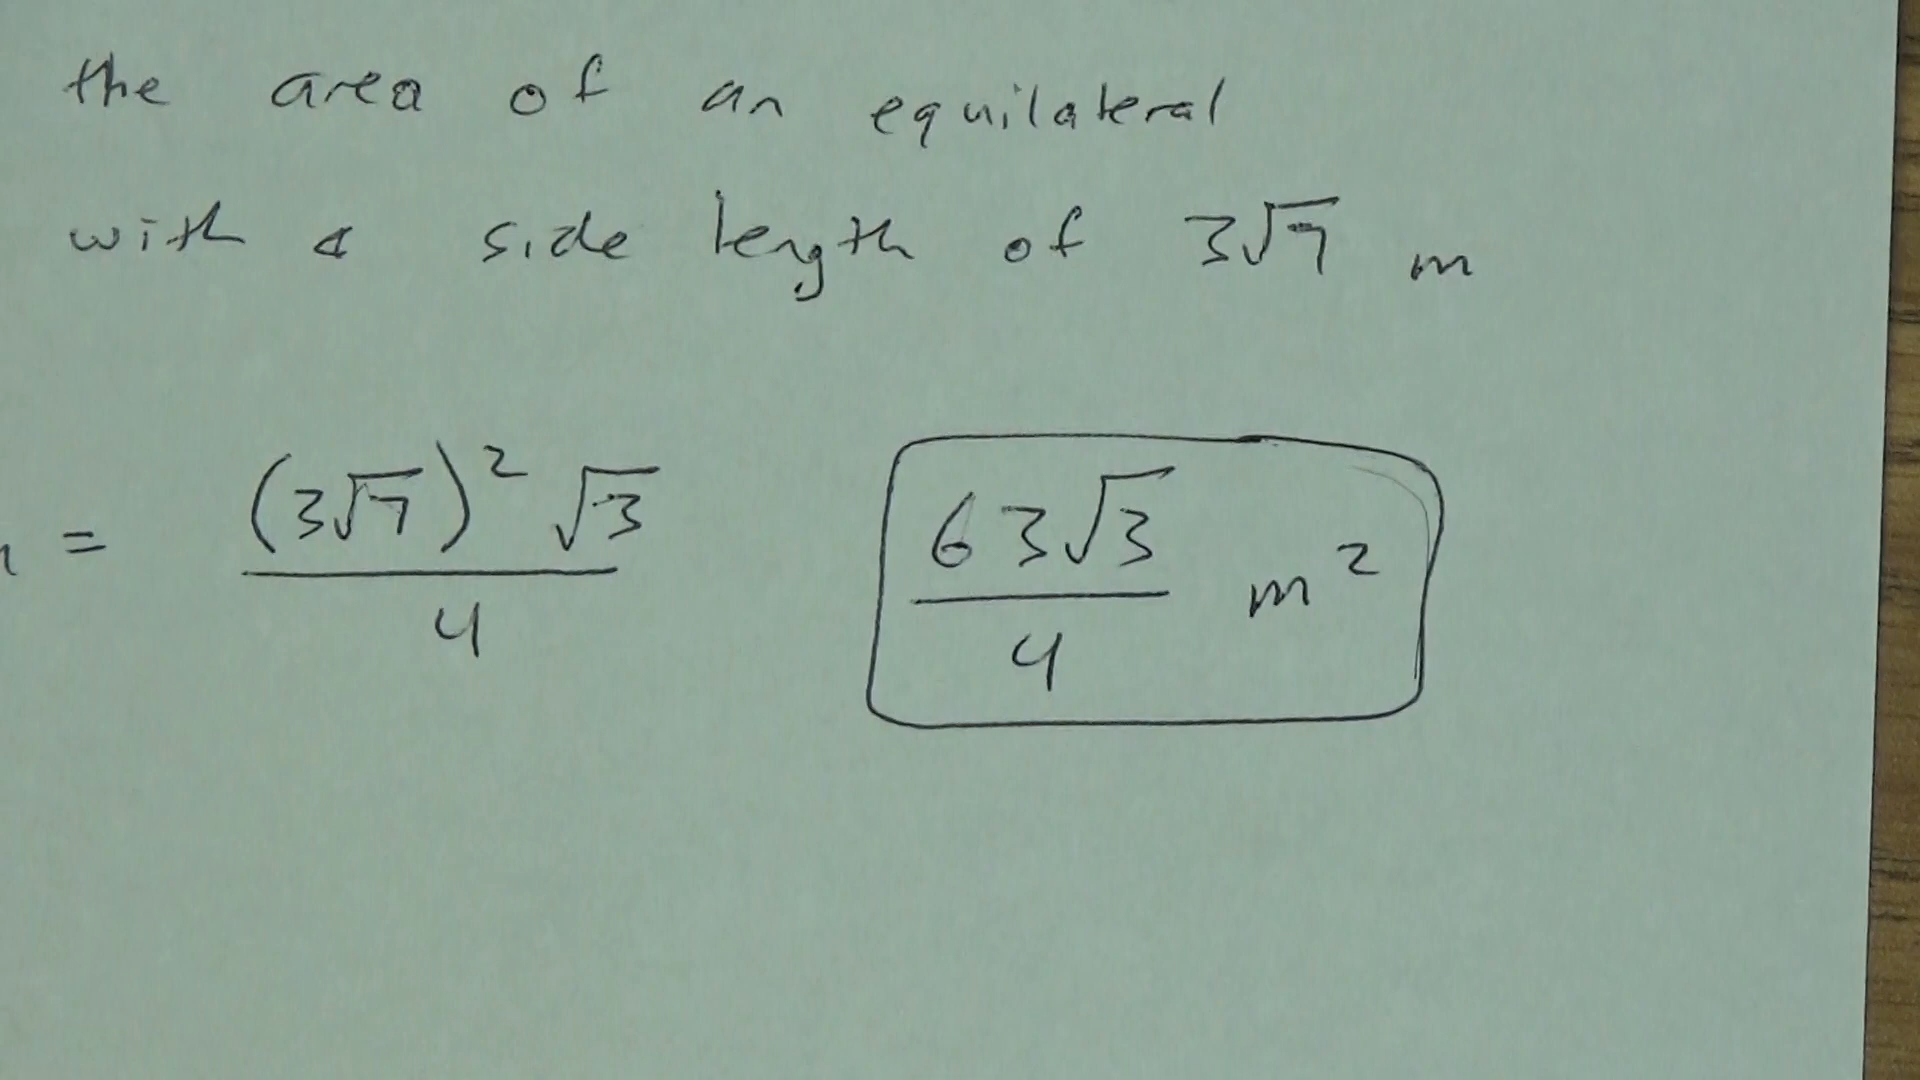 the area of an equilateral
with a side length of 3√7 m
= (3√7)² √3 / 4
63√3 / 4 m²